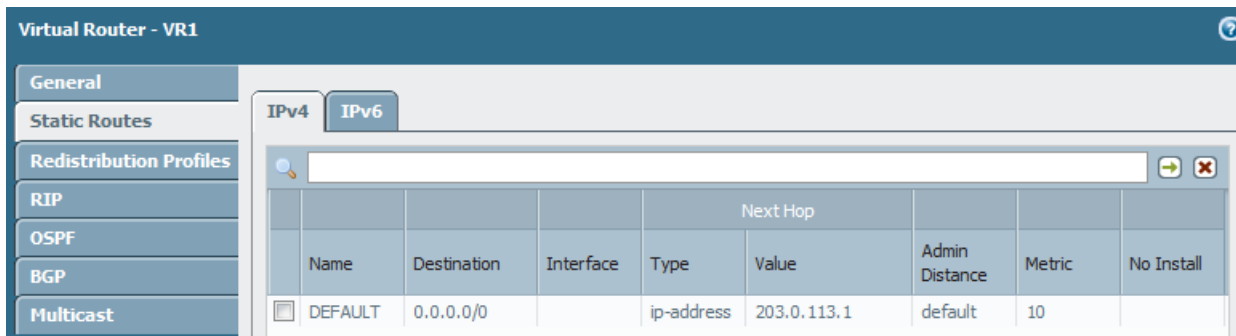 Virtual Router - VR1
General
Static Routes
Redistribution Profiles
RIP
OSPF
BGP
Multicast
IPv4 IPv6
Next Hop
Name Destination Interface Type Value Admin Distance Metric No Install
DEFAULT 0.0.0.0/0 ip-address 203.0.113.1 default 10